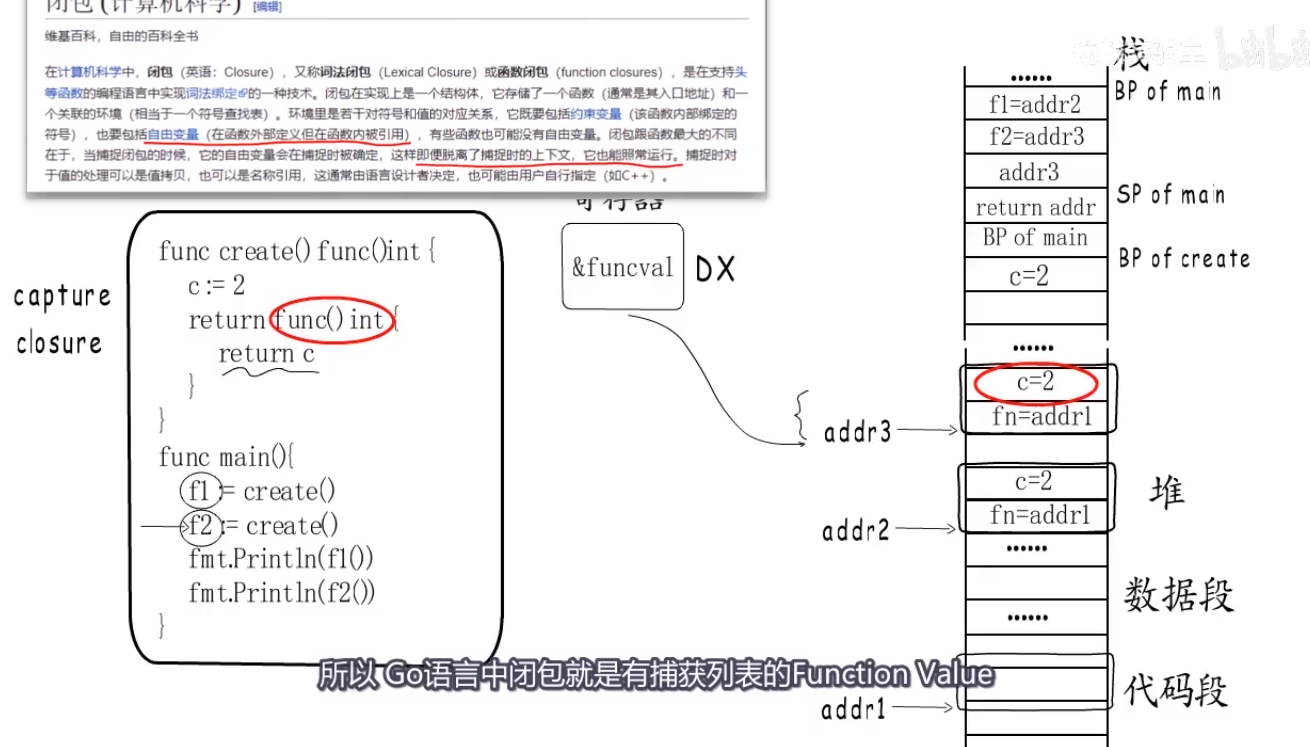 闭包 (计算机科学) [编辑]
维基百科，自由的百科全书
在计算机科学中，闭包（英语：Closure），又称词法闭包（Lexical Closure）或函数闭包（function closures），是在支持头
等函数的编程语言中实现词法绑定的一种技术。闭包在实现上是一个结构体，它存储了一个函数（通常是其入口地址）和一
个关联的环境（相当于一个符号查找表）。环境里是若干对符号和值的对应关系，它既要包括约束变量（该函数内部绑定的
符号），也要包括自由变量（在函数外部定义但在函数内被引用），有些函数也可能没有自由变量。闭包跟函数最大的不同
在于，当捕捉闭包的时候，它的自由变量会在捕捉时被确定，这样即便脱离了捕捉时的上下文，它也能照常运行。捕捉时对
于值的处理可以是值拷贝，也可以是名称引用，这通常由语言设计者决定，也可能由用户自行指定（如C++）。
capture
closure
func create() func()int {
c := 2
return func() int {
return c
}
}
func main(){
f1 := create()
f2 := create()
fmt.Println(f1())
fmt.Println(f2())
}
寄存器
&funcval
DX
栈
bilibili
......
BP of main
f1=addr2
f2=addr3
addr3
SP of main
return addr
BP of main
BP of create
c=2
......
c=2
fn=addr1
addr3
堆
c=2
fn=addr1
addr2
......
数据段
......
代码段
addr1
所以 Go语言中闭包就是有捕获列表的Function Value